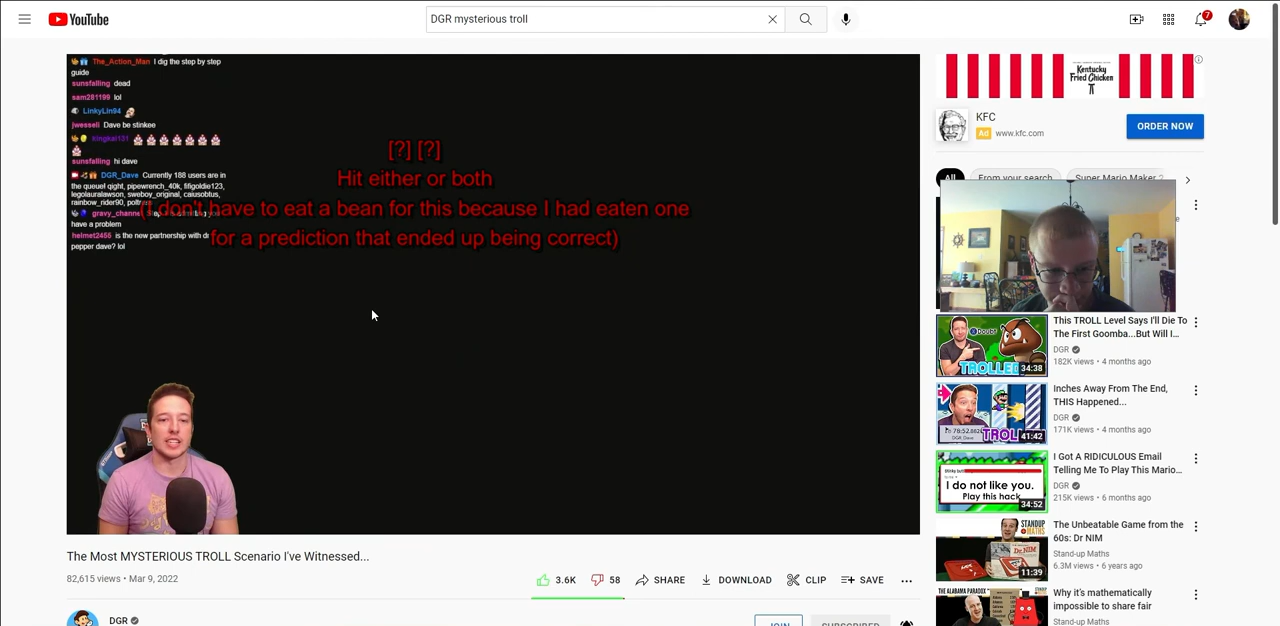 YouTube
DGR mysterious troll
7
The_Action_Man I dig the step by step
guide
sunsfalling dead
sam281199 lol
LinkyLin94
jwessell Dave be stinkee
sunsfalling hi dave
DGR_Dave Currently 188 users are in
the queue! qight, pipewrench_40k, fifigoldie123,
legolauralawson, sweboy_original, caiusobtus,
rainbow_rider90,
have a problem
is the new partnership with
pepper dave? lol
[?] [?]
Hit either or both
(I don't have to eat a bean for this because I had eaten one
for a prediction that ended up being correct)
Kentucky
Fried Chicken
KFC
Ad www.kfc.com
ORDER NOW
All
From your search
Super Mario Maker 2
This TROLL Level Says I'll Die To
The First Goomba...But Will I...
DGR
182K views • 4 months ago
Doubt
TROLLED
34:38
Inches Away From The End,
THIS Happened...
DGR
171K views • 4 months ago
DGR_Dave
41:42
I Got A RIDICULOUS Email
Telling Me To Play This Mario...
DGR
215K views • 6 months ago
I do not like you.
Play this hack
34:52
The Unbeatable Game from the
60s: Dr NIM
Stand-up Maths
6.3M views • 6 years ago
STANDUP
MATHS
Dr. NIM
11:39
Why it's mathematically
impossible to share fair
Stand-up Maths
THE ALABAMA PARADOX
The Most MYSTERIOUS TROLL Scenario I've Witnessed...
82,615 views • Mar 9, 2022
3.6K
58
SHARE
DOWNLOAD
CLIP
SAVE
DGR
JOIN
SUBSCRIBED